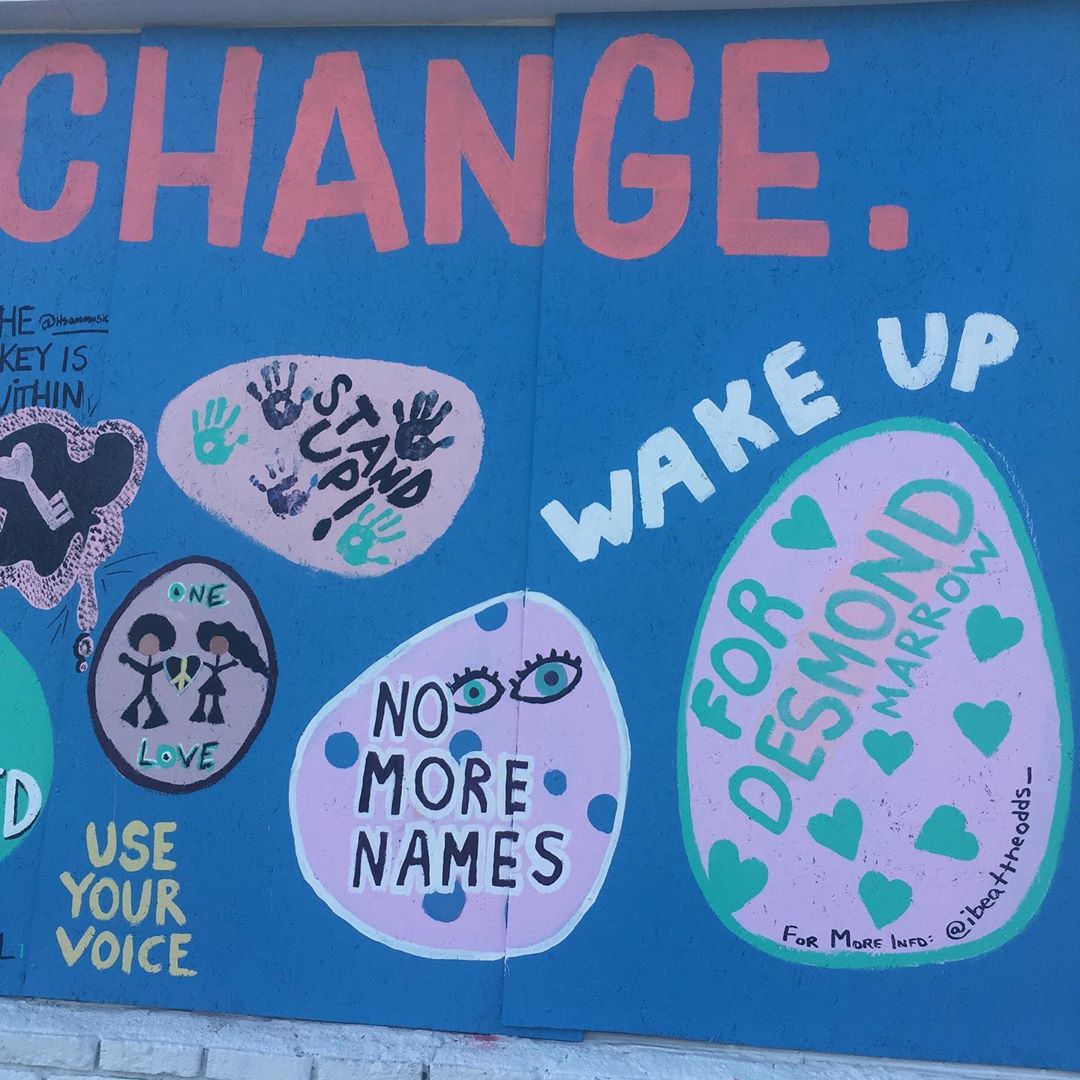 CHANGE.
HE @Hsammusic
KEY IS
WITHIN
STAND
UP!
WAKE UP
ONE
LOVE
NO
MORE
NAMES
FOR
DESMOND
MARROW
FOR MORE INFO: @ibeattheodds_
USE
YOUR
VOICE